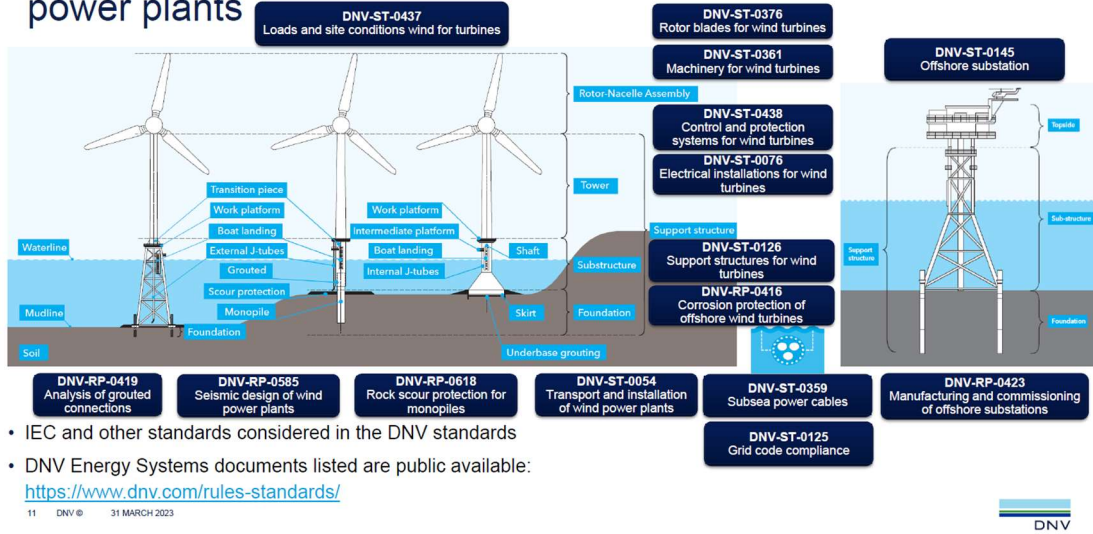 power plants
DNV-ST-0437
Loads and site conditions wind for turbines
DNV-ST-0376
Rotor blades for wind turbines
DNV-ST-0361
Machinery for wind turbines
DNV-ST-0145
Offshore substation
Rotor-Nacelle Assembly
DNV-ST-0438
Control and protection
systems for wind turbines
Topside
DNV-ST-0076
Electrical installations for wind
turbines
Tower
Transition piece
Work platform
Work platform
Boat landing
Intermediate platform
Support structure
Sub-structure
Waterline
External J-tubes
Boat landing
Shaft
DNV-ST-0126
Support structures for wind
turbines
Support
structure
Grouted
Internal J-tubes
Substructure
Scour protection
DNV-RP-0416
Corrosion protection of
offshore wind turbines
Mudline
Monopile
Skirt
Foundation
Foundation
Foundation
Soil
Underbase grouting
DNV-RP-0419
Analysis of grouted
connections
DNV-RP-0585
Seismic design of wind
power plants
DNV-RP-0618
Rock scour protection for
monopiles
DNV-ST-0054
Transport and installation
of wind power plants
DNV-ST-0359
Subsea power cables
DNV-RP-0423
Manufacturing and commissioning
of offshore substations
DNV-ST-0125
Grid code compliance
• IEC and other standards considered in the DNV standards
• DNV Energy Systems documents listed are public available:
https://www.dnv.com/rules-standards/
11 DNV © 31 MARCH 2023
DNV